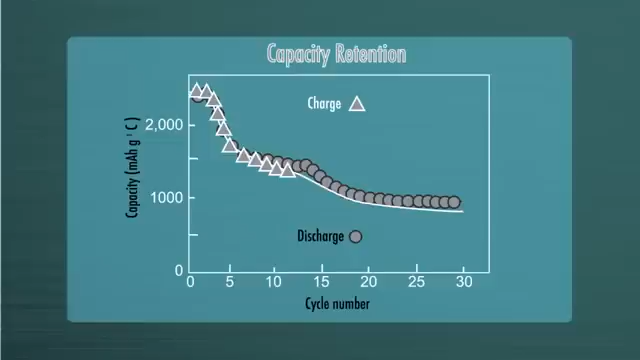 Capacity Retention
Charge
Capacity (mAh g⁻¹ C)
2,000
1000
0
Discharge
0 5 10 15 20 25 30
Cycle number